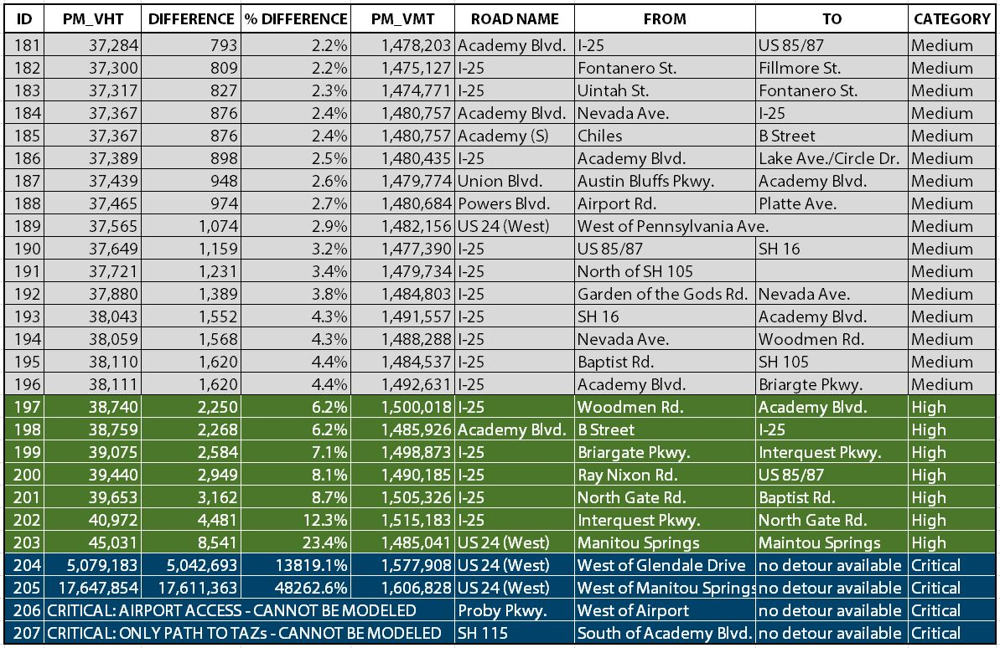 ID PM_VHT DIFFERENCE % DIFFERENCE PM_VMT ROAD NAME FROM TO CATEGORY
181 37,284 793 2.2% 1,478,203 Academy Blvd. I-25 US 85/87 Medium
182 37,300 809 2.2% 1,475,127 I-25 Fontanero St. Fillmore St. Medium
183 37,317 827 2.3% 1,474,771 I-25 Uintah St. Fontanero St. Medium
184 37,367 876 2.4% 1,480,757 Academy Blvd. Nevada Ave. I-25 Medium
185 37,367 876 2.4% 1,480,757 Academy (S) Chiles B Street Medium
186 37,389 898 2.5% 1,480,435 I-25 Academy Blvd. Lake Ave./Circle Dr. Medium
187 37,439 948 2.6% 1,479,774 Union Blvd. Austin Bluffs Pkwy. Academy Blvd. Medium
188 37,465 974 2.7% 1,480,684 Powers Blvd. Airport Rd. Platte Ave. Medium
189 37,565 1,074 2.9% 1,482,156 US 24 (West) West of Pennsylvania Ave. Medium
190 37,649 1,159 3.2% 1,477,390 I-25 US 85/87 SH 16 Medium
191 37,721 1,231 3.4% 1,479,734 I-25 North of SH 105 Medium
192 37,880 1,389 3.8% 1,484,803 I-25 Garden of the Gods Rd. Nevada Ave. Medium
193 38,043 1,552 4.3% 1,491,557 I-25 SH 16 Academy Blvd. Medium
194 38,059 1,568 4.3% 1,488,288 I-25 Nevada Ave. Woodmen Rd. Medium
195 38,110 1,620 4.4% 1,484,537 I-25 Baptist Rd. SH 105 Medium
196 38,111 1,620 4.4% 1,492,631 I-25 Academy Blvd. Briargte Pkwy. Medium
197 38,740 2,250 6.2% 1,500,018 I-25 Woodmen Rd. Academy Blvd. High
198 38,759 2,268 6.2% 1,485,926 Academy Blvd. B Street I-25 High
199 39,075 2,584 7.1% 1,498,873 I-25 Briargate Pkwy. Interquest Pkwy. High
200 39,440 2,949 8.1% 1,490,185 I-25 Ray Nixon Rd. US 85/87 High
201 39,653 3,162 8.7% 1,505,326 I-25 North Gate Rd. Baptist Rd. High
202 40,972 4,481 12.3% 1,515,183 I-25 Interquest Pkwy. North Gate Rd. High
203 45,031 8,541 23.4% 1,485,041 US 24 (West) Manitou Springs Maintou Springs High
204 5,079,183 5,042,693 13819.1% 1,577,908 US 24 (West) West of Glendale Drive no detour available Critical
205 17,647,854 17,611,363 48262.6% 1,606,828 US 24 (West) West of Manitou Springs no detour available Critical
206 CRITICAL: AIRPORT ACCESS - CANNOT BE MODELED Proby Pkwy. West of Airport no detour available Critical
207 CRITICAL: ONLY PATH TO TAZs - CANNOT BE MODELED SH 115 South of Academy Blvd. no detour available Critical